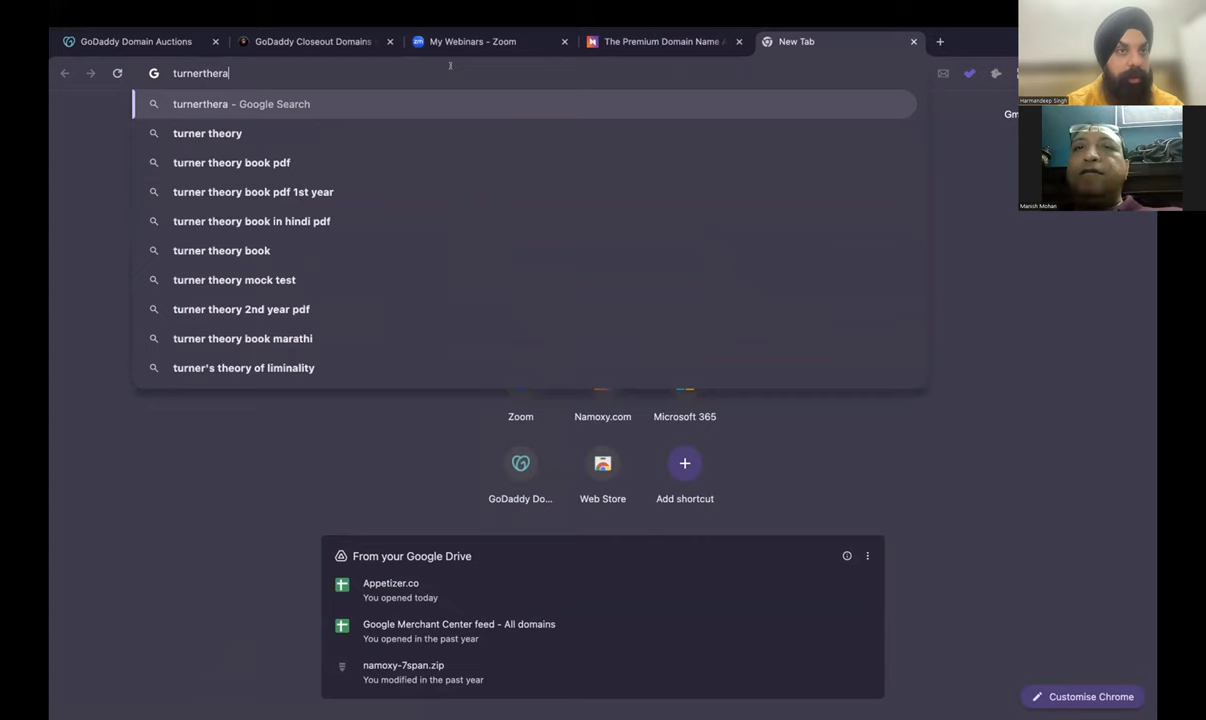 GoDaddy Domain Auctions
GoDaddy Closeout Domains
My Webinars - Zoom
The Premium Domain Name
New Tab
turnerthera
turnerthera - Google Search
turner theory
turner theory book pdf
turner theory book pdf 1st year
turner theory book in hindi pdf
turner theory book
turner theory mock test
turner theory 2nd year pdf
turner theory book marathi
turner's theory of liminality
Gm
Harmandeep Singh
Manish Mohan
Zoom
Namoxy.com
Microsoft 365
GoDaddy Do...
Web Store
Add shortcut
From your Google Drive
Appetizer.co
You opened today
Google Merchant Center feed - All domains
You opened in the past year
namoxy-7span.zip
You modified in the past year
Customise Chrome